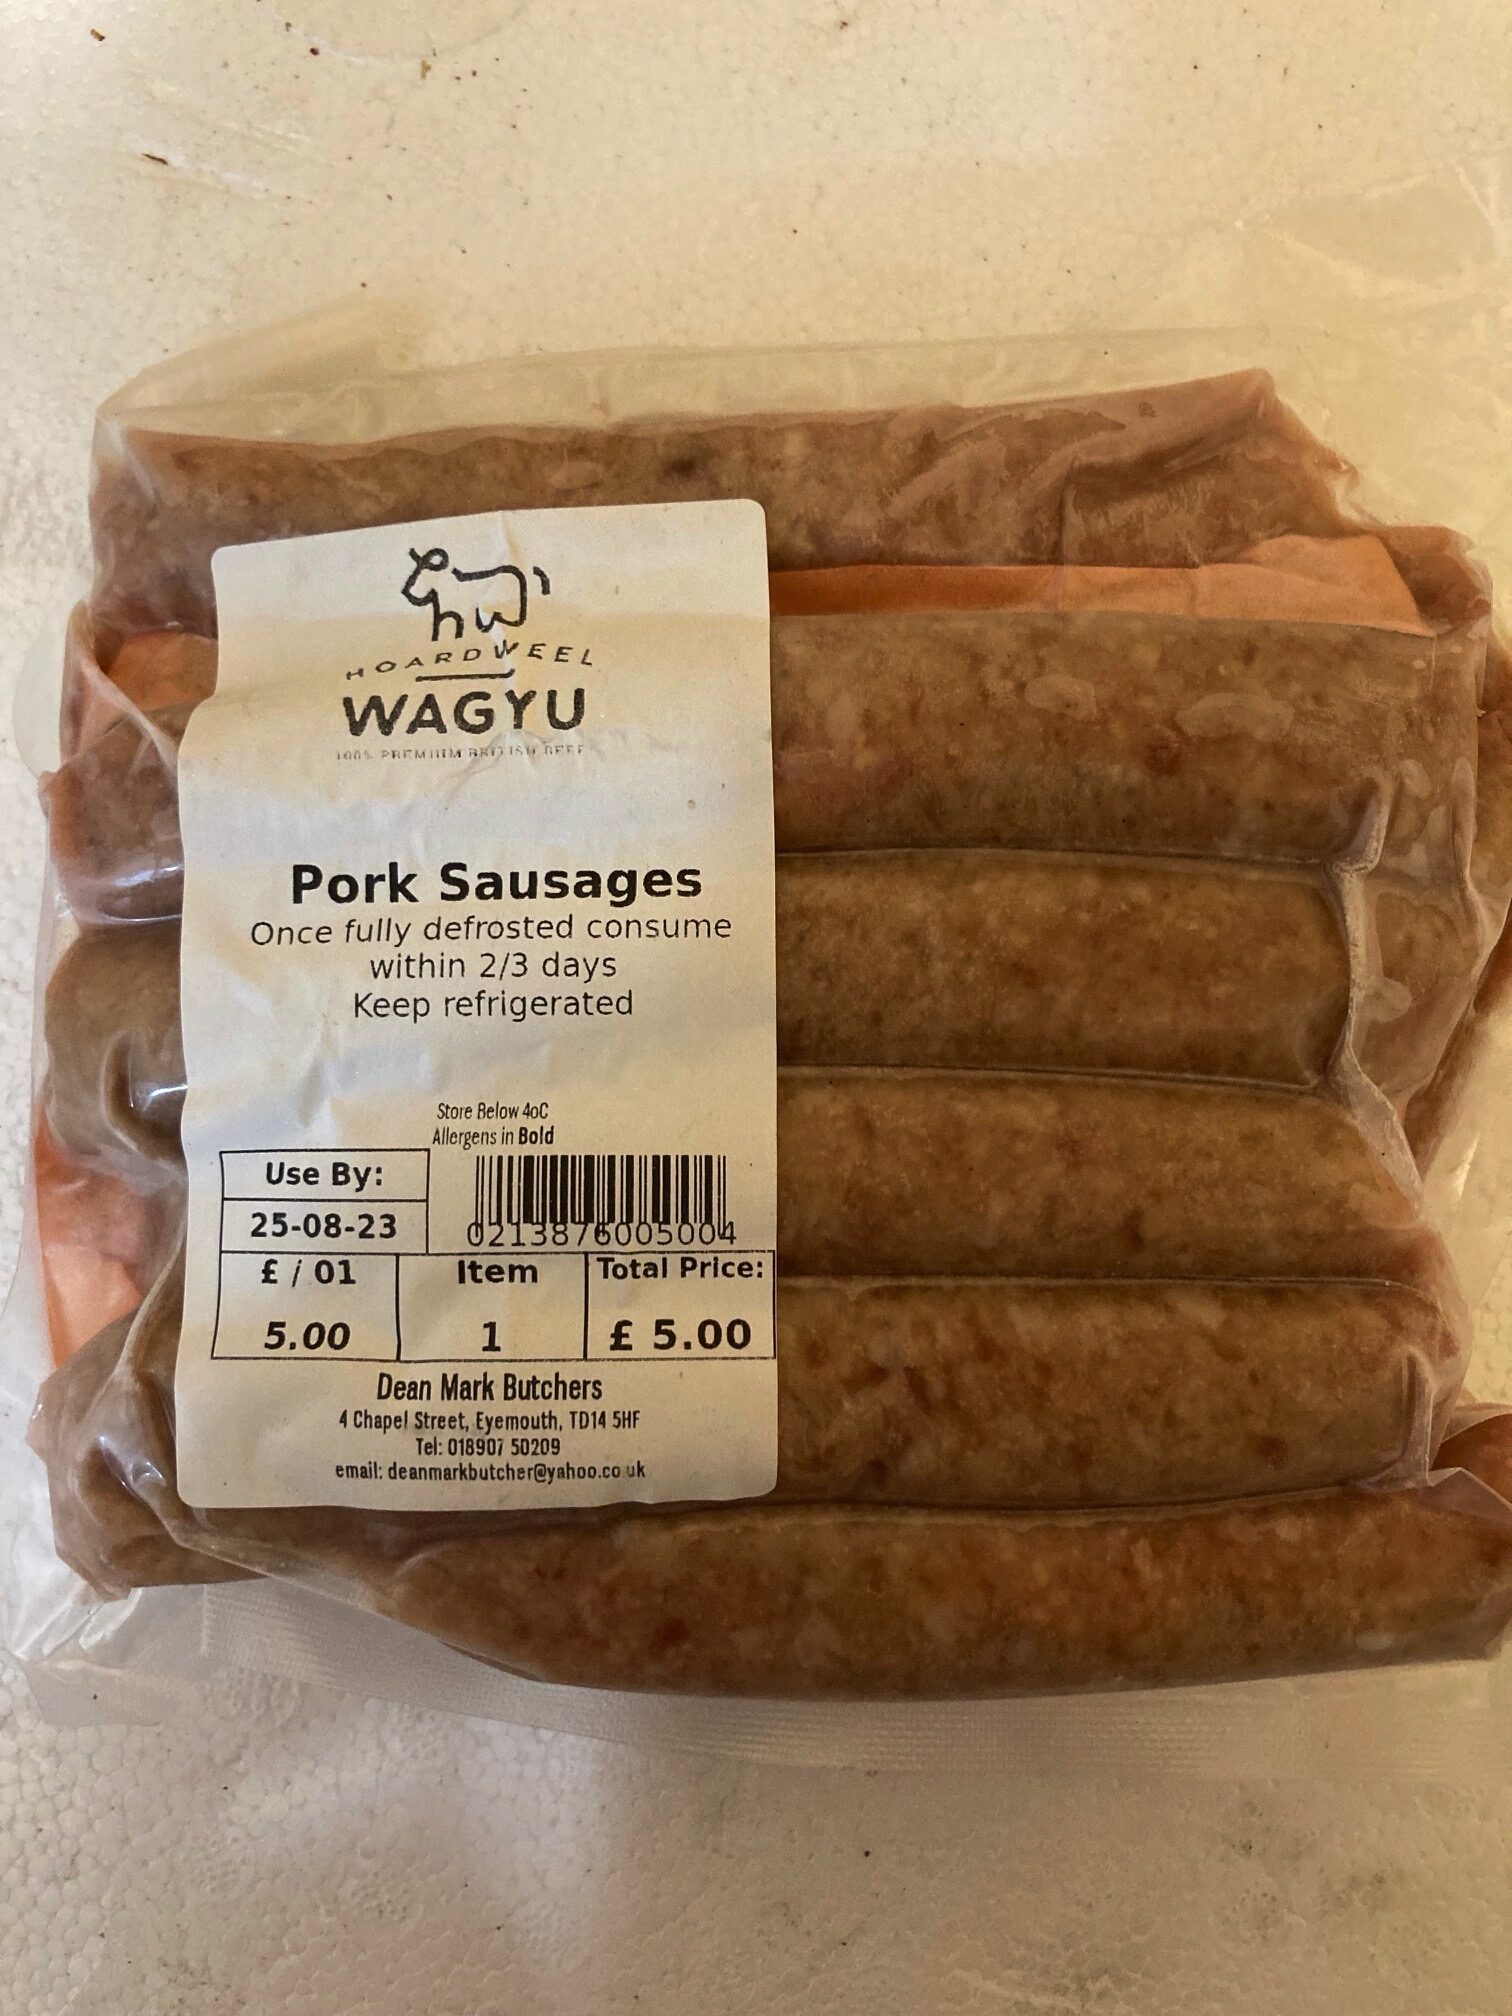 HOARDWEEL
WAGYU
100% PREMIUM BRITISH BEEF
Pork Sausages
Once fully defrosted consume
within 2/3 days
Keep refrigerated
Store Below 4oC
Allergens in Bold
Use By:
25-08-23
0213876005004
£ / 01 Item Total Price:
5.00 1 £ 5.00
Dean Mark Butchers
4 Chapel Street, Eyemouth, TD14 5HF
Tel: 018907 50209
email: deanmarkbutcher@yahoo.co.uk